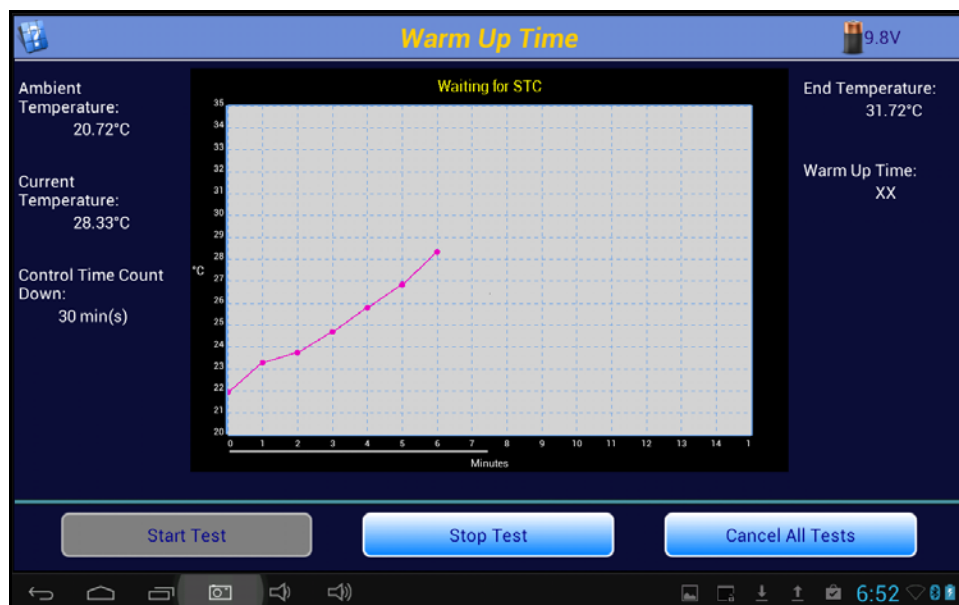 Warm Up Time
9.8V
Ambient
Temperature:
20.72°C
Current
Temperature:
28.33°C
Control Time Count
Down:
30 min(s)
Waiting for STC
°C
35
34
33
32
31
30
29
28
27
26
25
24
23
22
21
20
0 1 2 3 4 5 6 7 8 9 10 11 12 13 14 1
Minutes
End Temperature:
31.72°C
Warm Up Time:
XX
Start Test
Stop Test
Cancel All Tests
6:52